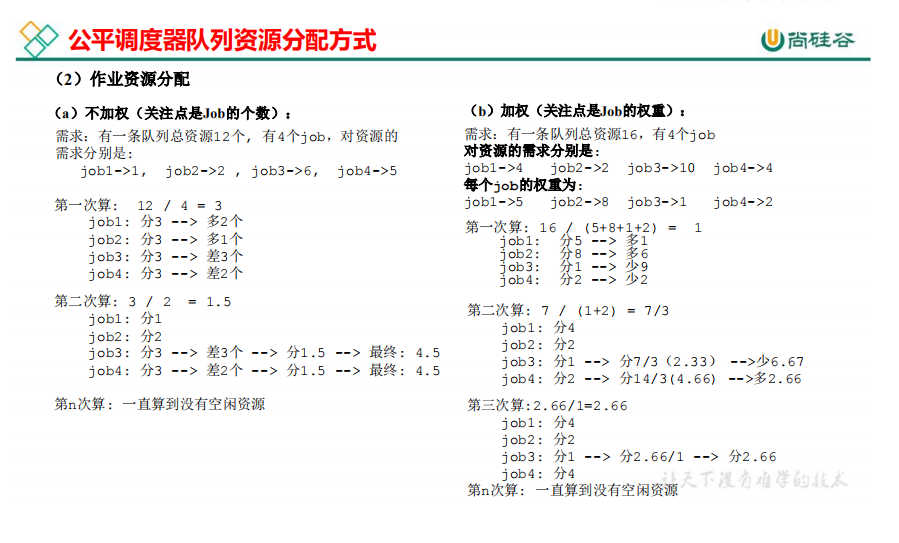 公平调度器队列资源分配方式
尚硅谷
（2）作业资源分配
（a）不加权（关注点是Job的个数）：
需求：有一条队列总资源12个, 有4个job，对资源的
需求分别是:
job1->1,  job2->2 , job3->6,  job4->5
第一次算:  12 / 4 = 3
job1: 分3 --> 多2个
job2: 分3 --> 多1个
job3: 分3 --> 差3个
job4: 分3 --> 差2个
第二次算: 3 / 2  = 1.5
job1: 分1
job2: 分2
job3: 分3 --> 差3个 --> 分1.5 --> 最终: 4.5
job4: 分3 --> 差2个 --> 分1.5 --> 最终: 4.5
第n次算: 一直算到没有空闲资源
（b）加权（关注点是Job的权重）：
需求：有一条队列总资源16，有4个job
对资源的需求分别是:
job1->4   job2->2  job3->10  job4->4
每个job的权重为:
job1->5   job2->8  job3->1   job4->2
第一次算: 16 / (5+8+1+2) =  1
job1:  分5 --> 多1
job2:  分8 --> 多6
job3:  分1 --> 少9
job4:  分2 --> 少2
第二次算: 7 / (1+2) = 7/3
job1: 分4
job2: 分2
job3: 分1 --> 分7/3（2.33） -->少6.67
job4: 分2 --> 分14/3(4.66) -->多2.66
第三次算:2.66/1=2.66
job1: 分4
job2: 分2
job3: 分1 --> 分2.66/1 --> 分2.66
job4: 分4
第n次算: 一直算到没有空闲资源
让天下没有难学的技术